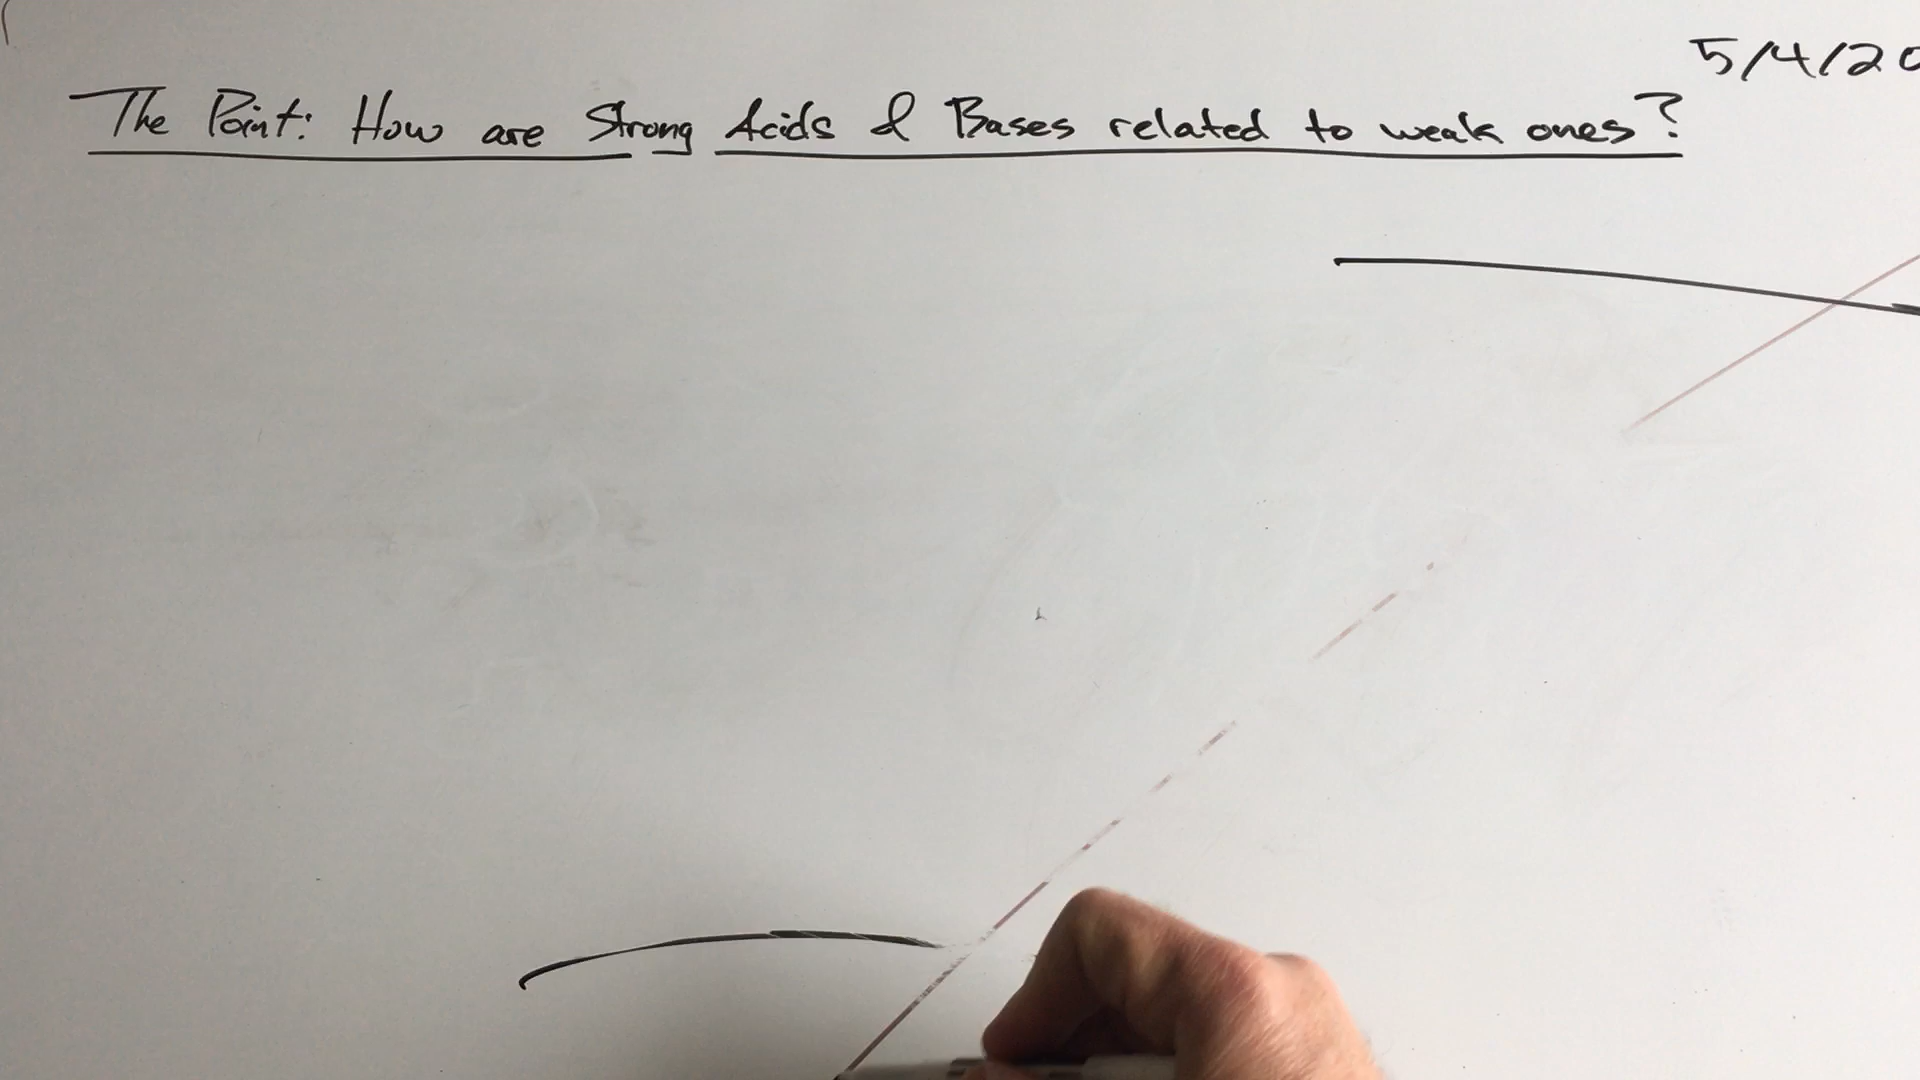 5/4/20
The Point: How are Strong Acids & Bases related to weak ones?